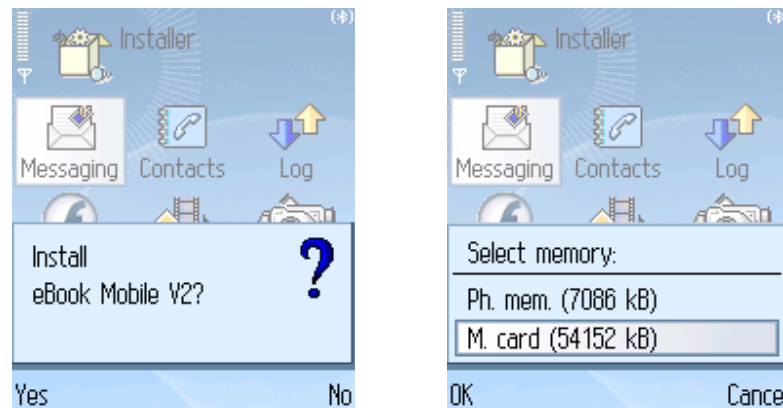 Installer
Messaging Contacts Log
Install
eBook Mobile V2?
Yes No
Installer
Messaging Contacts Log
Select memory:
Ph. mem. (7086 kB)
M. card (54152 kB)
OK Cance